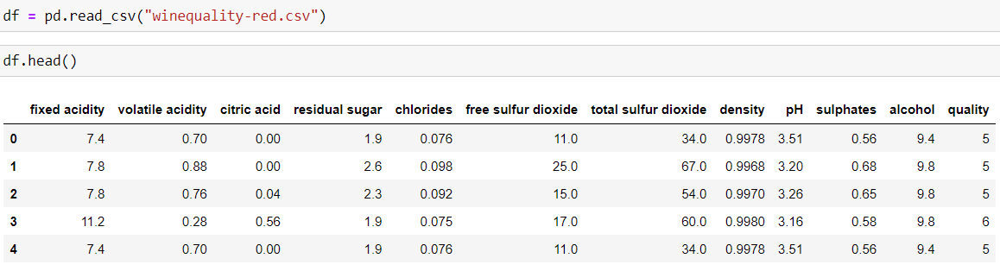 df = pd.read_csv("winequality-red.csv")
df.head()
fixed acidity volatile acidity citric acid residual sugar chlorides free sulfur dioxide total sulfur dioxide density pH sulphates alcohol quality
0 7.4 0.70 0.00 1.9 0.076 11.0 34.0 0.9978 3.51 0.56 9.4 5
1 7.8 0.88 0.00 2.6 0.098 25.0 67.0 0.9968 3.20 0.68 9.8 5
2 7.8 0.76 0.04 2.3 0.092 15.0 54.0 0.9970 3.26 0.65 9.8 5
3 11.2 0.28 0.56 1.9 0.075 17.0 60.0 0.9980 3.16 0.58 9.8 6
4 7.4 0.70 0.00 1.9 0.076 11.0 34.0 0.9978 3.51 0.56 9.4 5